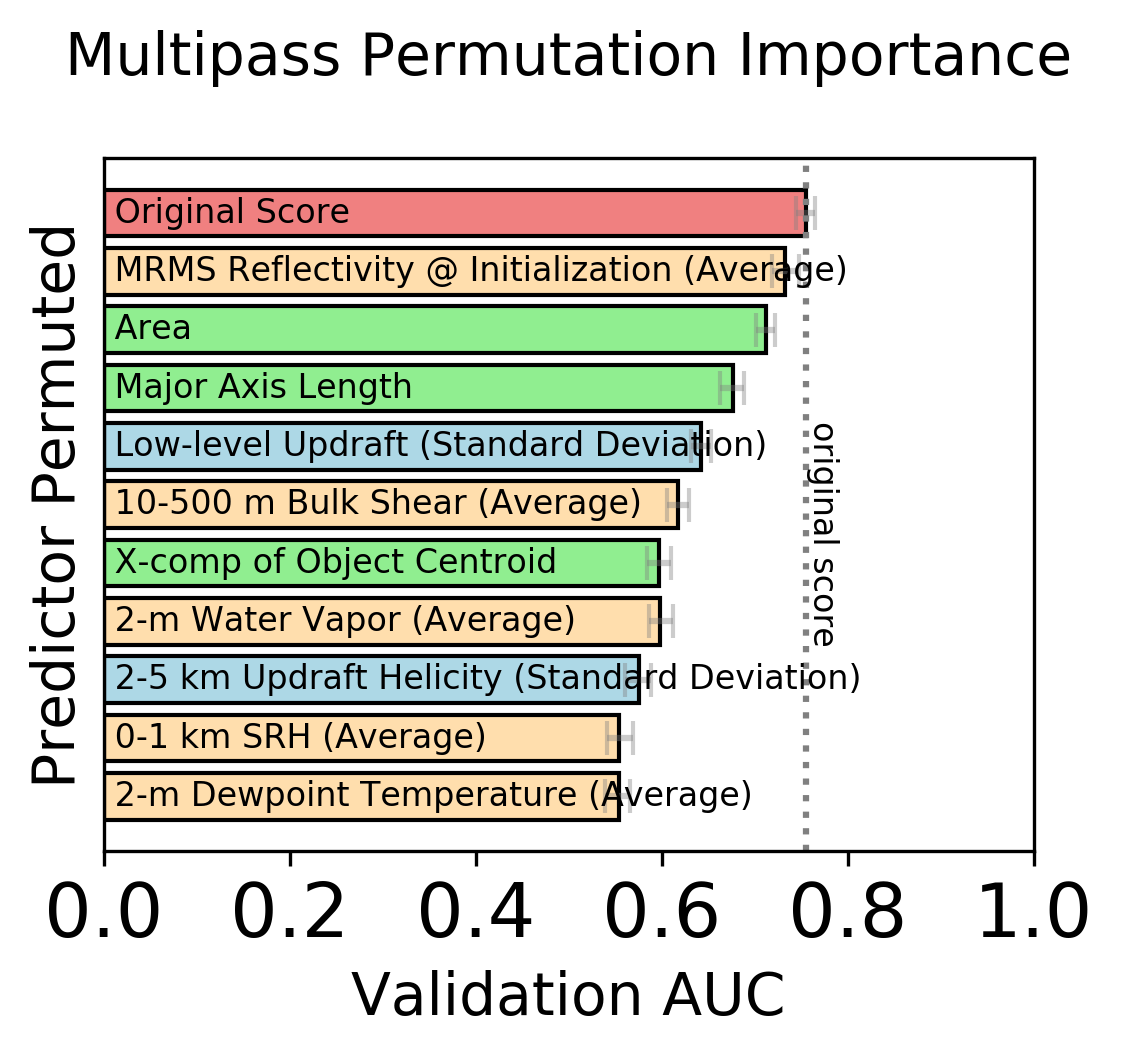 Multipass Permutation Importance
Predictor Permuted
Original Score
MRMS Reflectivity @ Initialization (Average)
Area
Major Axis Length
Low-level Updraft (Standard Deviation)
10-500 m Bulk Shear (Average)
X-comp of Object Centroid
2-m Water Vapor (Average)
2-5 km Updraft Helicity (Standard Deviation)
0-1 km SRH (Average)
2-m Dewpoint Temperature (Average)
original score
0.0 0.2 0.4 0.6 0.8 1.0
Validation AUC